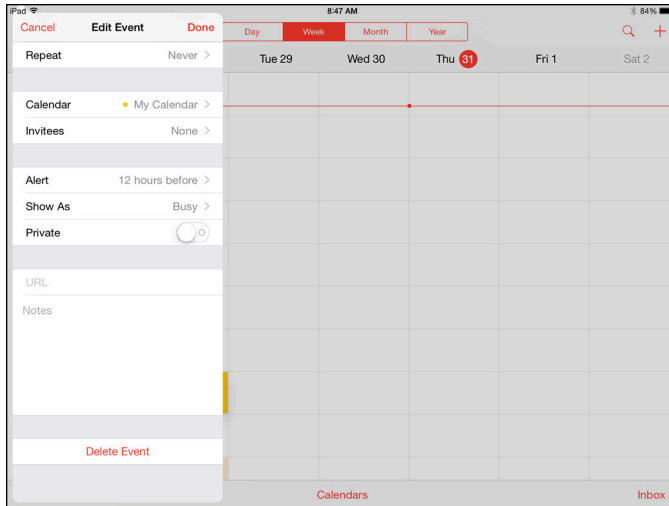 iPad 8:47 AM 84%
Cancel Edit Event Done
Day Week Month Year
Repeat Never >
Tue 29 Wed 30 Thu 31 Fri 1 Sat 2
Calendar My Calendar >
Invitees None >
Alert 12 hours before >
Show As Busy >
Private
URL
Notes
Delete Event
Calendars Inbox